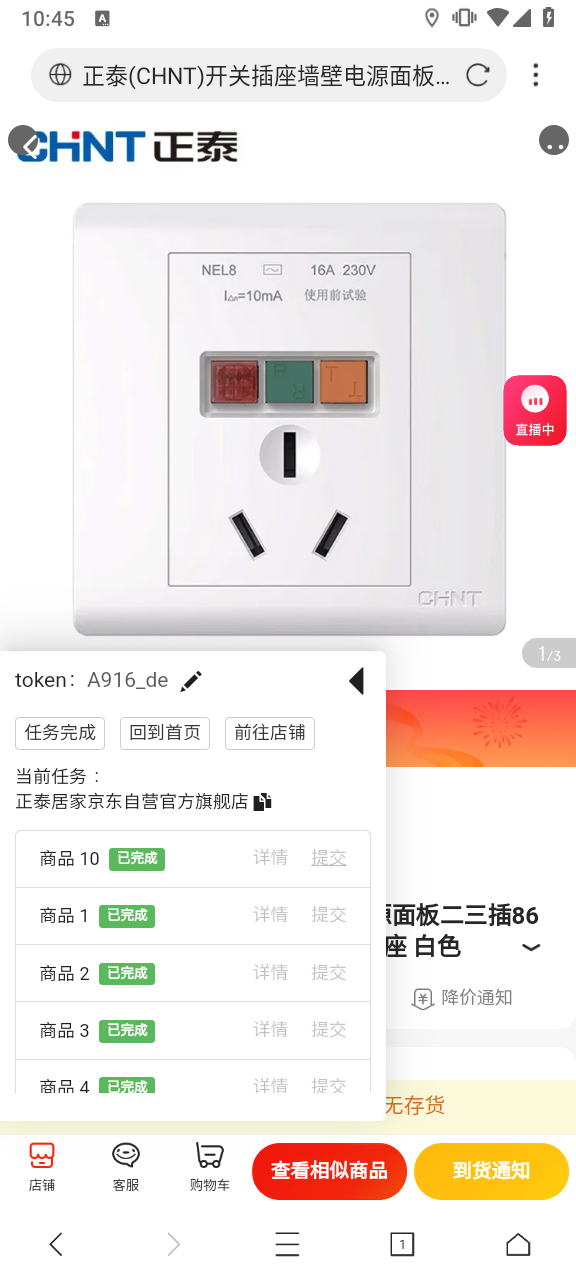 10:45
A
正泰(CHNT)开关插座墙壁电源面板...
CHNT 正泰
NEL8 16A 230V
I△n=10mA 使用前试验
R R T T
直播中
CHNT
1/3
token: A916_de
任务完成 回到首页 前往店铺
当前任务：
正泰居家京东自营官方旗舰店
商品 10 已完成 详情 提交
商品 1 已完成 详情 提交
商品 2 已完成 详情 提交
商品 3 已完成 详情 提交
商品 4 已完成 详情 提交
面板二三插86
座 白色
降价通知
无存货
店铺 客服 购物车 查看相似商品 到货通知
1